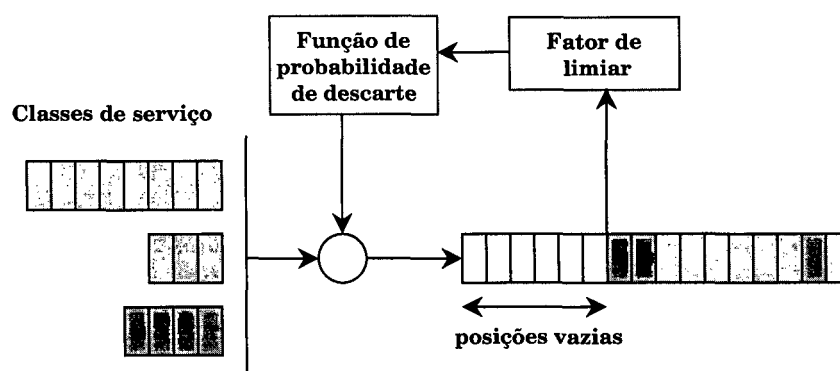 Função de
probabilidade
de descarte
Fator de
limiar
Classes de serviço
posições vazias